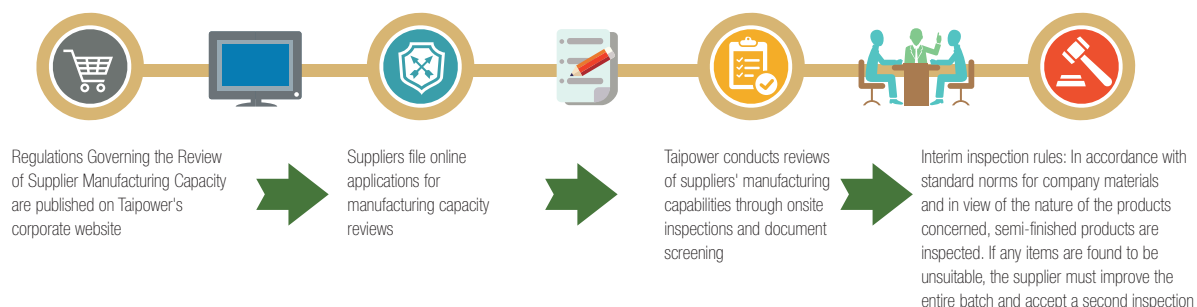 Regulations Governing the Review
of Supplier Manufacturing Capacity
are published on Taipower's
corporate website
Suppliers file online
applications for
manufacturing capacity
reviews
Taipower conducts reviews
of suppliers' manufacturing
capabilities through onsite
inspections and document
screening
Interim inspection rules: In accordance with
standard norms for company materials
and in view of the nature of the products
concerned, semi-finished products are
inspected. If any items are found to be
unsuitable, the supplier must improve the
entire batch and accept a second inspection